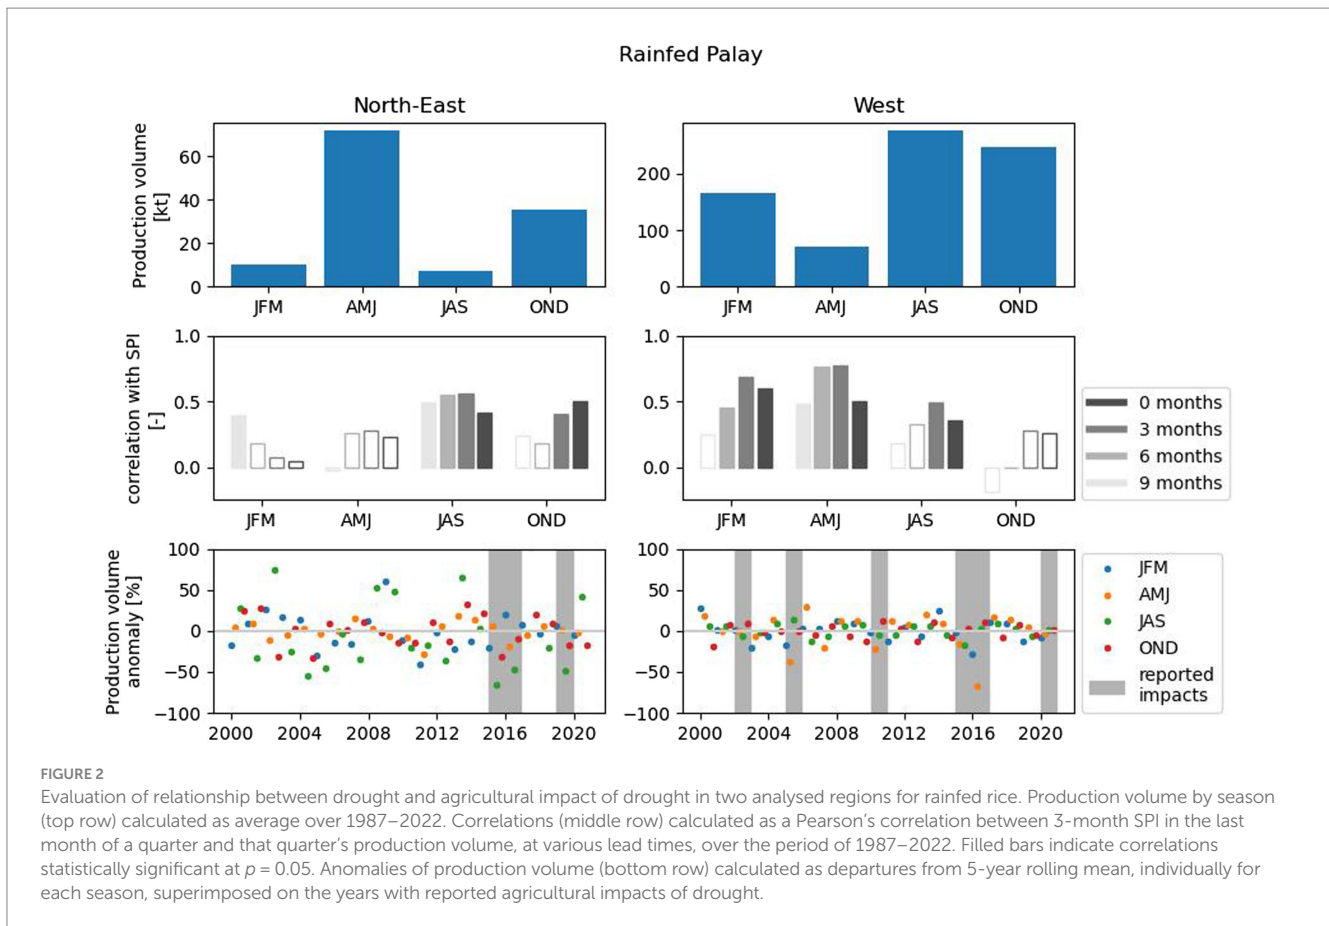 Rainfed Palay
North-East
West
Production volume
[kt]
60
40
20
0
JFM
AMJ
JAS
OND
200
100
0
JFM
AMJ
JAS
OND
correlation with SPI
[-]
1.0
0.5
0.0
JFM
AMJ
JAS
OND
1.0
0.5
0.0
JFM
AMJ
JAS
OND
0 months
3 months
6 months
9 months
Production volume
anomaly [%]
100
50
0
−50
−100
2000
2004
2008
2012
2016
2020
100
50
0
−50
−100
2000
2004
2008
2012
2016
2020
JFM
AMJ
JAS
OND
reported
impacts
FIGURE 2
Evaluation of relationship between drought and agricultural impact of drought in two analysed regions for rainfed rice. Production volume by season
(top row) calculated as average over 1987–2022. Correlations (middle row) calculated as a Pearson's correlation between 3-month SPI in the last
month of a quarter and that quarter's production volume, at various lead times, over the period of 1987–2022. Filled bars indicate correlations
statistically significant at p = 0.05. Anomalies of production volume (bottom row) calculated as departures from 5-year rolling mean, individually for
each season, superimposed on the years with reported agricultural impacts of drought.